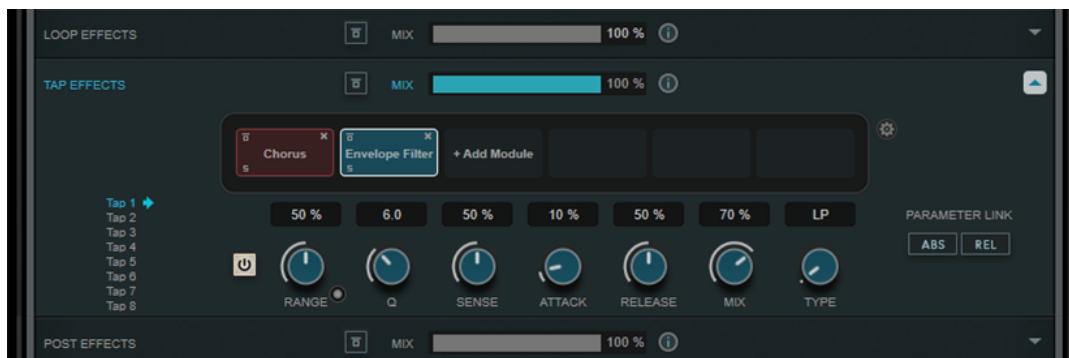 LOOP EFFECTS MIX 100 %
TAP EFFECTS MIX 100 %
Chorus Envelope Filter + Add Module
S S
Tap 1
Tap 2
Tap 3
Tap 4
Tap 5
Tap 6
Tap 7
Tap 8
50 % 6.0 50 % 10 % 50 % 70 % LP
RANGE Q SENSE ATTACK RELEASE MIX TYPE
PARAMETER LINK
ABS REL
POST EFFECTS MIX 100 %